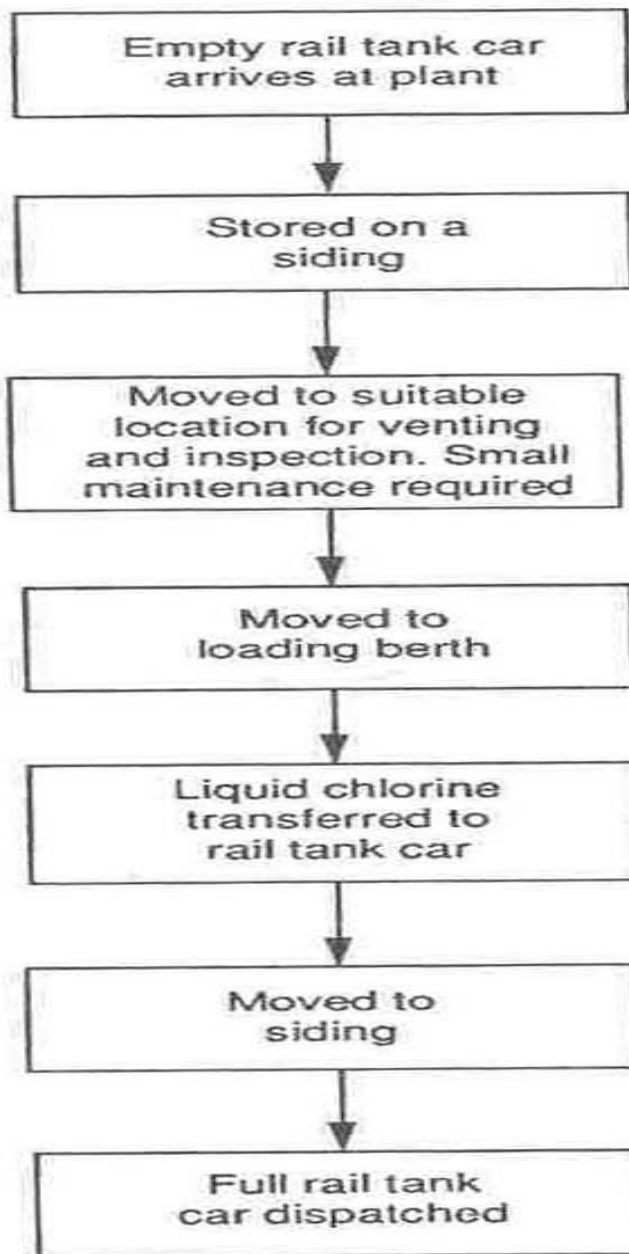 Empty rail tank car
arrives at plant
Stored on a
siding
Moved to suitable
location for venting
and inspection. Small
maintenance required
Moved to
loading berth
Liquid chlorine
transferred to
rail tank car
Moved to
siding
Full rail tank
car dispatched